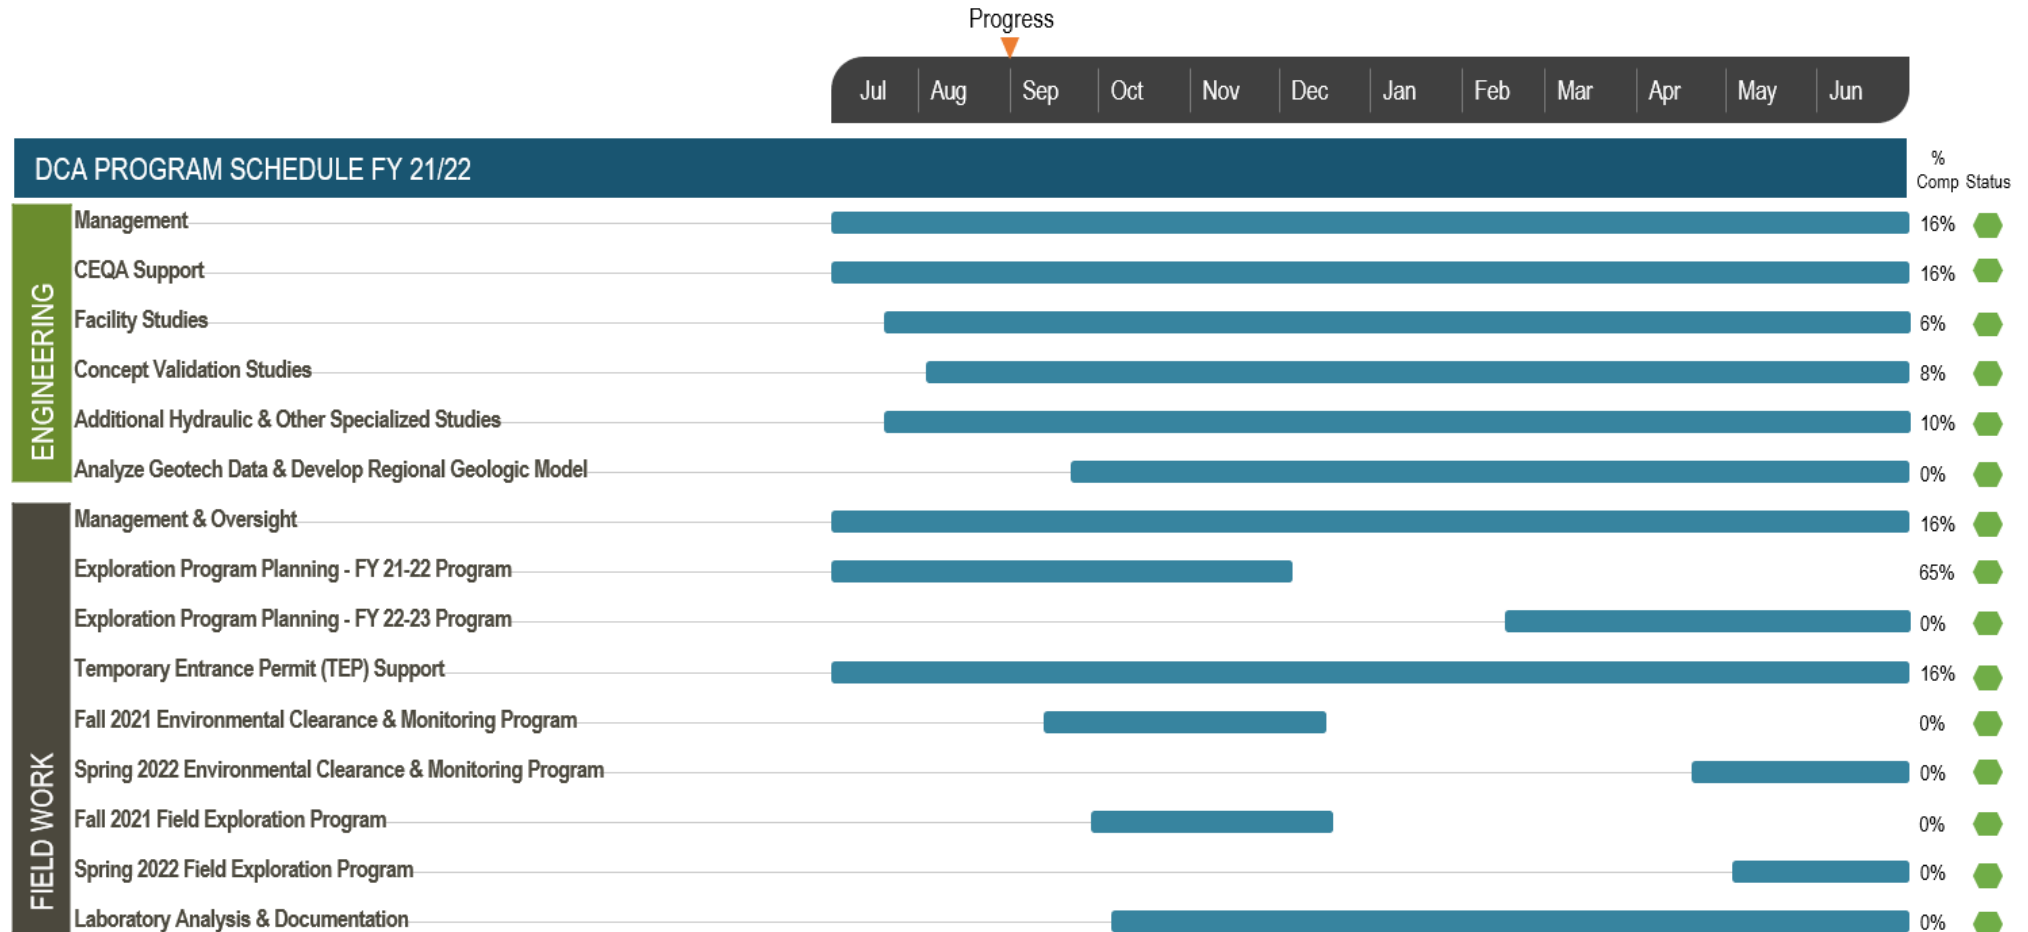 Progress
Jul Aug Sep Oct Nov Dec Jan Feb Mar Apr May Jun
DCA PROGRAM SCHEDULE FY 21/22
%
Comp Status
ENGINEERING
Management 16%
CEQA Support 16%
Facility Studies 6%
Concept Validation Studies 8%
Additional Hydraulic & Other Specialized Studies 10%
Analyze Geotech Data & Develop Regional Geologic Model 0%
FIELD WORK
Management & Oversight 16%
Exploration Program Planning - FY 21-22 Program 65%
Exploration Program Planning - FY 22-23 Program 0%
Temporary Entrance Permit (TEP) Support 16%
Fall 2021 Environmental Clearance & Monitoring Program 0%
Spring 2022 Environmental Clearance & Monitoring Program 0%
Fall 2021 Field Exploration Program 0%
Spring 2022 Field Exploration Program 0%
Laboratory Analysis & Documentation 0%